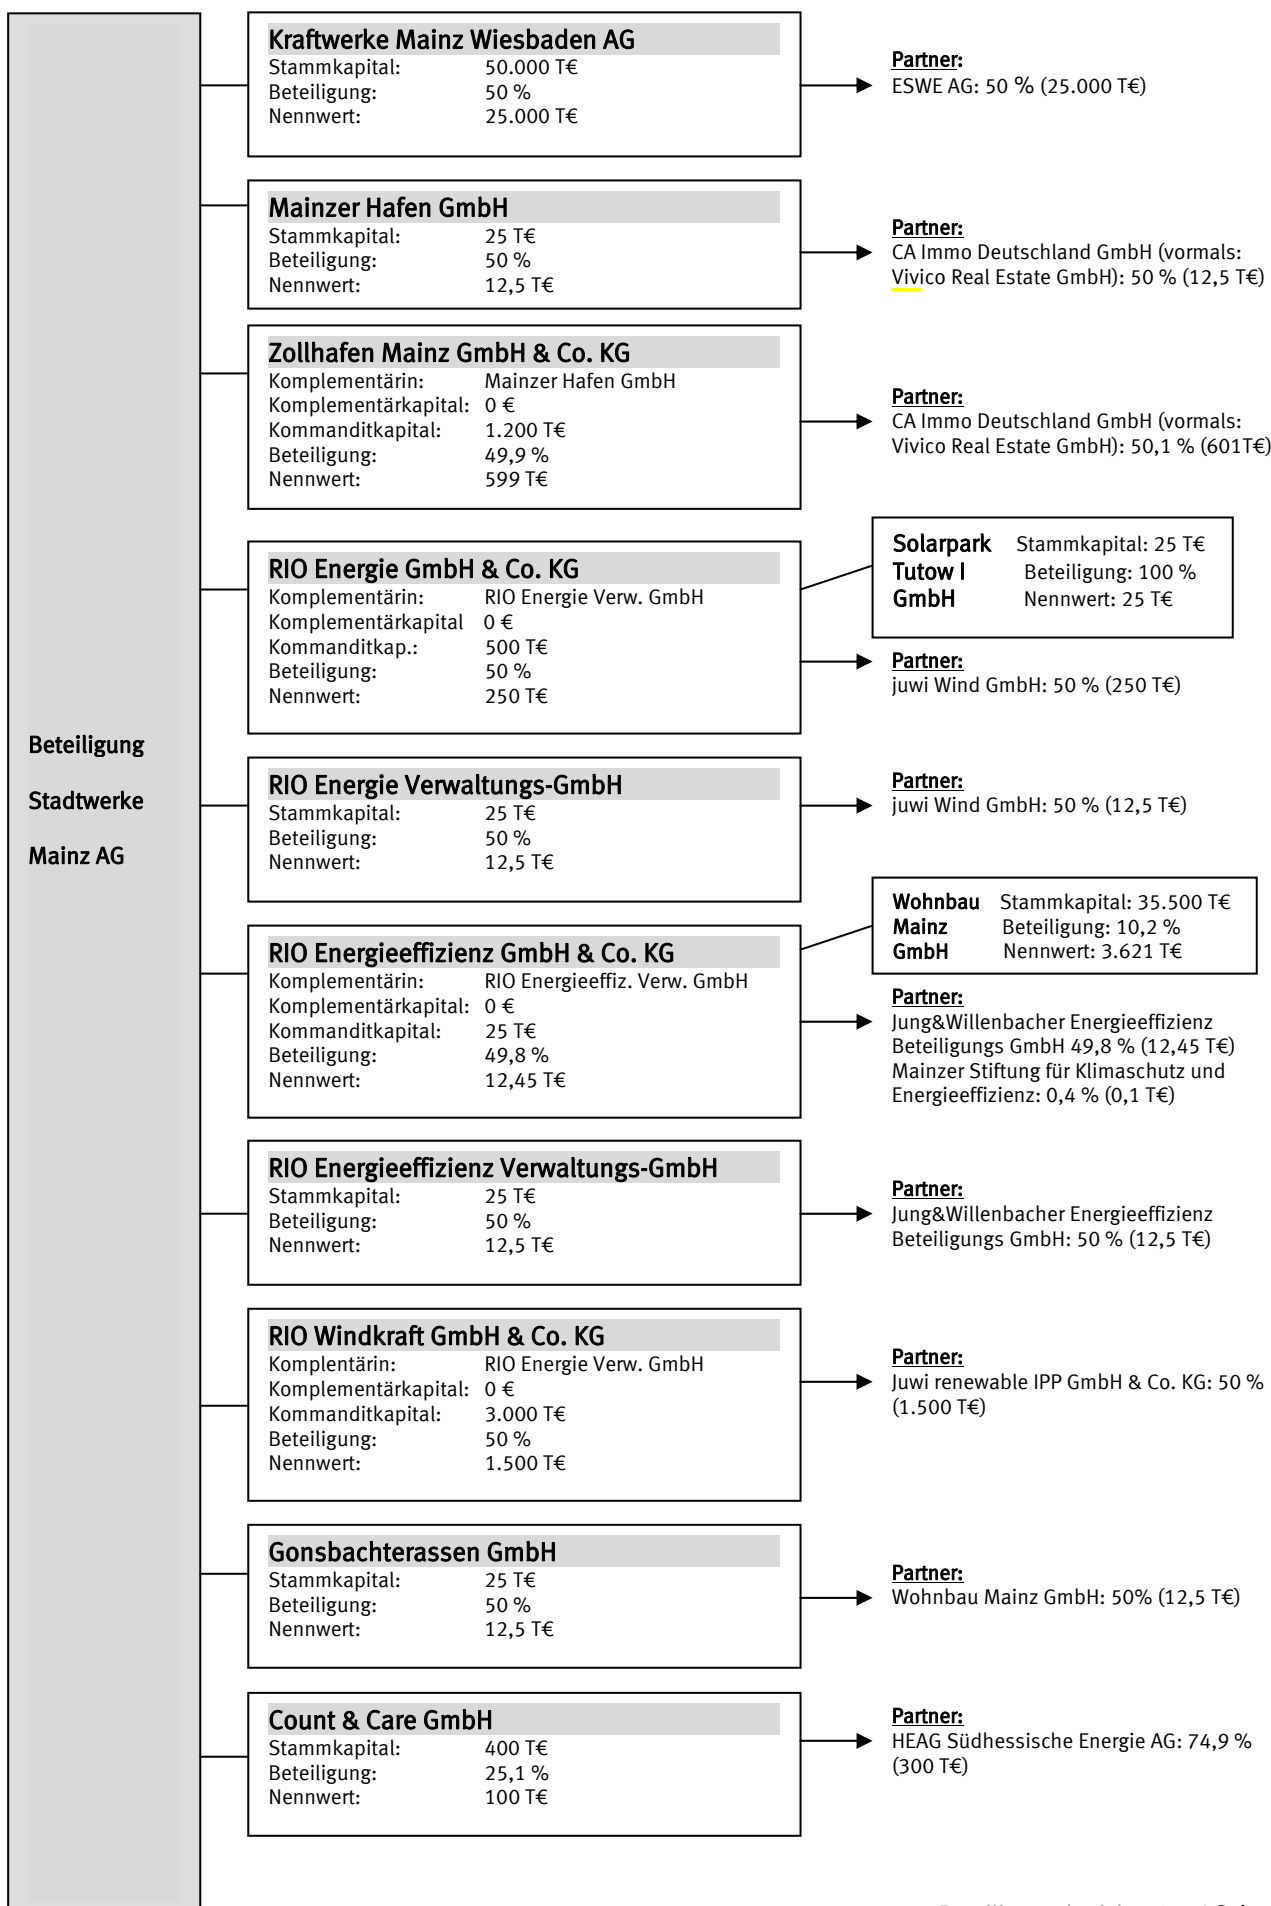 Beteiligung
Stadtwerke
Mainz AG
Kraftwerke Mainz Wiesbaden AG
Stammkapital: 50.000 T€
Beteiligung: 50 %
Nennwert: 25.000 T€
Partner:
ESWE AG: 50 % (25.000 T€)
Mainzer Hafen GmbH
Stammkapital: 25 T€
Beteiligung: 50 %
Nennwert: 12,5 T€
Partner:
CA Immo Deutschland GmbH (vormals:
Vivico Real Estate GmbH): 50 % (12,5 T€)
Zollhafen Mainz GmbH & Co. KG
Komplementärin: Mainzer Hafen GmbH
Komplementärkapital: 0 €
Kommanditkapital: 1.200 T€
Beteiligung: 49,9 %
Nennwert: 599 T€
Partner:
CA Immo Deutschland GmbH (vormals:
Vivico Real Estate GmbH): 50,1 % (601T€)
RIO Energie GmbH & Co. KG
Komplementärin: RIO Energie Verw. GmbH
Komplementärkapital 0 €
Kommanditkap.: 500 T€
Beteiligung: 50 %
Nennwert: 250 T€
Solarpark Stammkapital: 25 T€
Tutow I Beteiligung: 100 %
GmbH Nennwert: 25 T€
Partner:
juwi Wind GmbH: 50 % (250 T€)
RIO Energie Verwaltungs-GmbH
Stammkapital: 25 T€
Beteiligung: 50 %
Nennwert: 12,5 T€
Partner:
juwi Wind GmbH: 50 % (12,5 T€)
RIO Energieeffizienz GmbH & Co. KG
Komplementärin: RIO Energieeffiz. Verw. GmbH
Komplementärkapital: 0 €
Kommanditkapital: 25 T€
Beteiligung: 49,8 %
Nennwert: 12,45 T€
Wohnbau Stammkapital: 35.500 T€
Mainz Beteiligung: 10,2 %
GmbH Nennwert: 3.621 T€
Partner:
Jung&Willenbacher Energieeffizienz
Beteiligungs GmbH 49,8 % (12,45 T€)
Mainzer Stiftung für Klimaschutz und
Energieeffizienz: 0,4 % (0,1 T€)
RIO Energieeffizienz Verwaltungs-GmbH
Stammkapital: 25 T€
Beteiligung: 50 %
Nennwert: 12,5 T€
Partner:
Jung&Willenbacher Energieeffizienz
Beteiligungs GmbH: 50 % (12,5 T€)
RIO Windkraft GmbH & Co. KG
Komplentärin: RIO Energie Verw. GmbH
Komplementärkapital: 0 €
Kommanditkapital: 3.000 T€
Beteiligung: 50 %
Nennwert: 1.500 T€
Partner:
Juwi renewable IPP GmbH & Co. KG: 50 %
(1.500 T€)
Gonsbachterassen GmbH
Stammkapital: 25 T€
Beteiligung: 50 %
Nennwert: 12,5 T€
Partner:
Wohnbau Mainz GmbH: 50% (12,5 T€)
Count & Care GmbH
Stammkapital: 400 T€
Beteiligung: 25,1 %
Nennwert: 100 T€
Partner:
HEAG Südhessische Energie AG: 74,9 %
(300 T€)